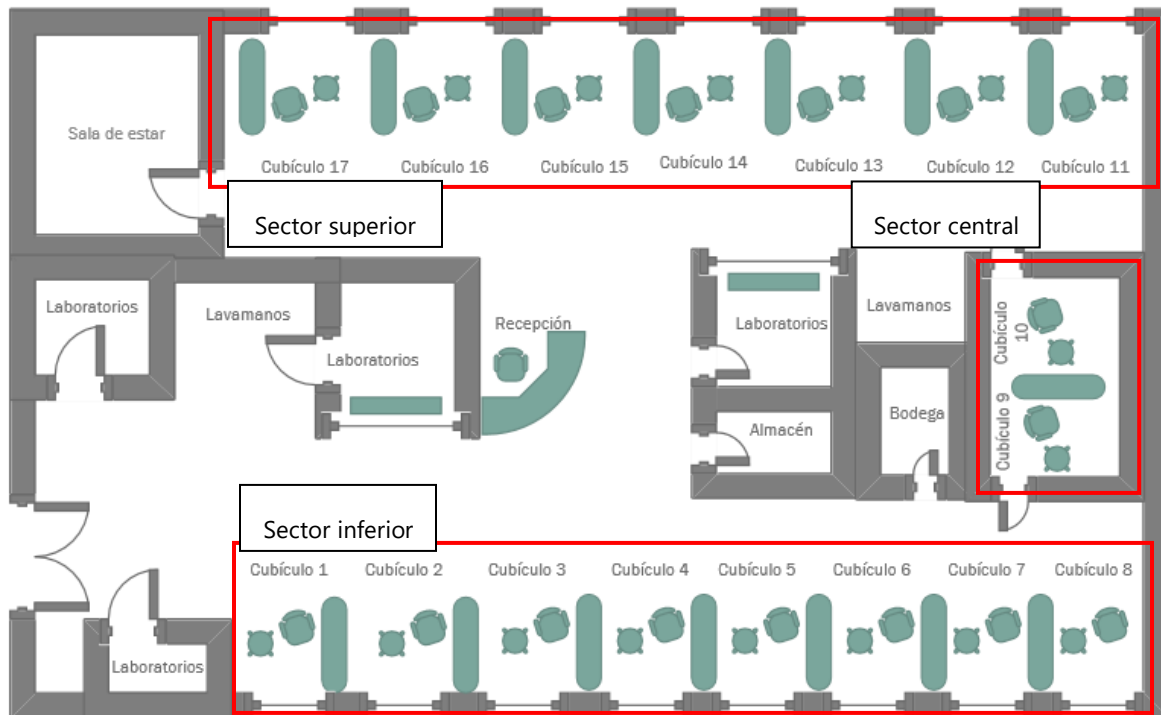 Sala de estar
Cubículo 17
Cubículo 16
Cubículo 15
Cubículo 14
Cubículo 13
Cubículo 12
Cubículo 11
Sector superior
Sector central
Laboratorios
Lavamanos
Laboratorios
Recepción
Laboratorios
Lavamanos
Cubículo
10
Cubículo 9
Almacén
Bodega
Sector inferior
Cubículo 1
Cubículo 2
Cubículo 3
Cubículo 4
Cubículo 5
Cubículo 6
Cubículo 7
Cubículo 8
Laboratorios